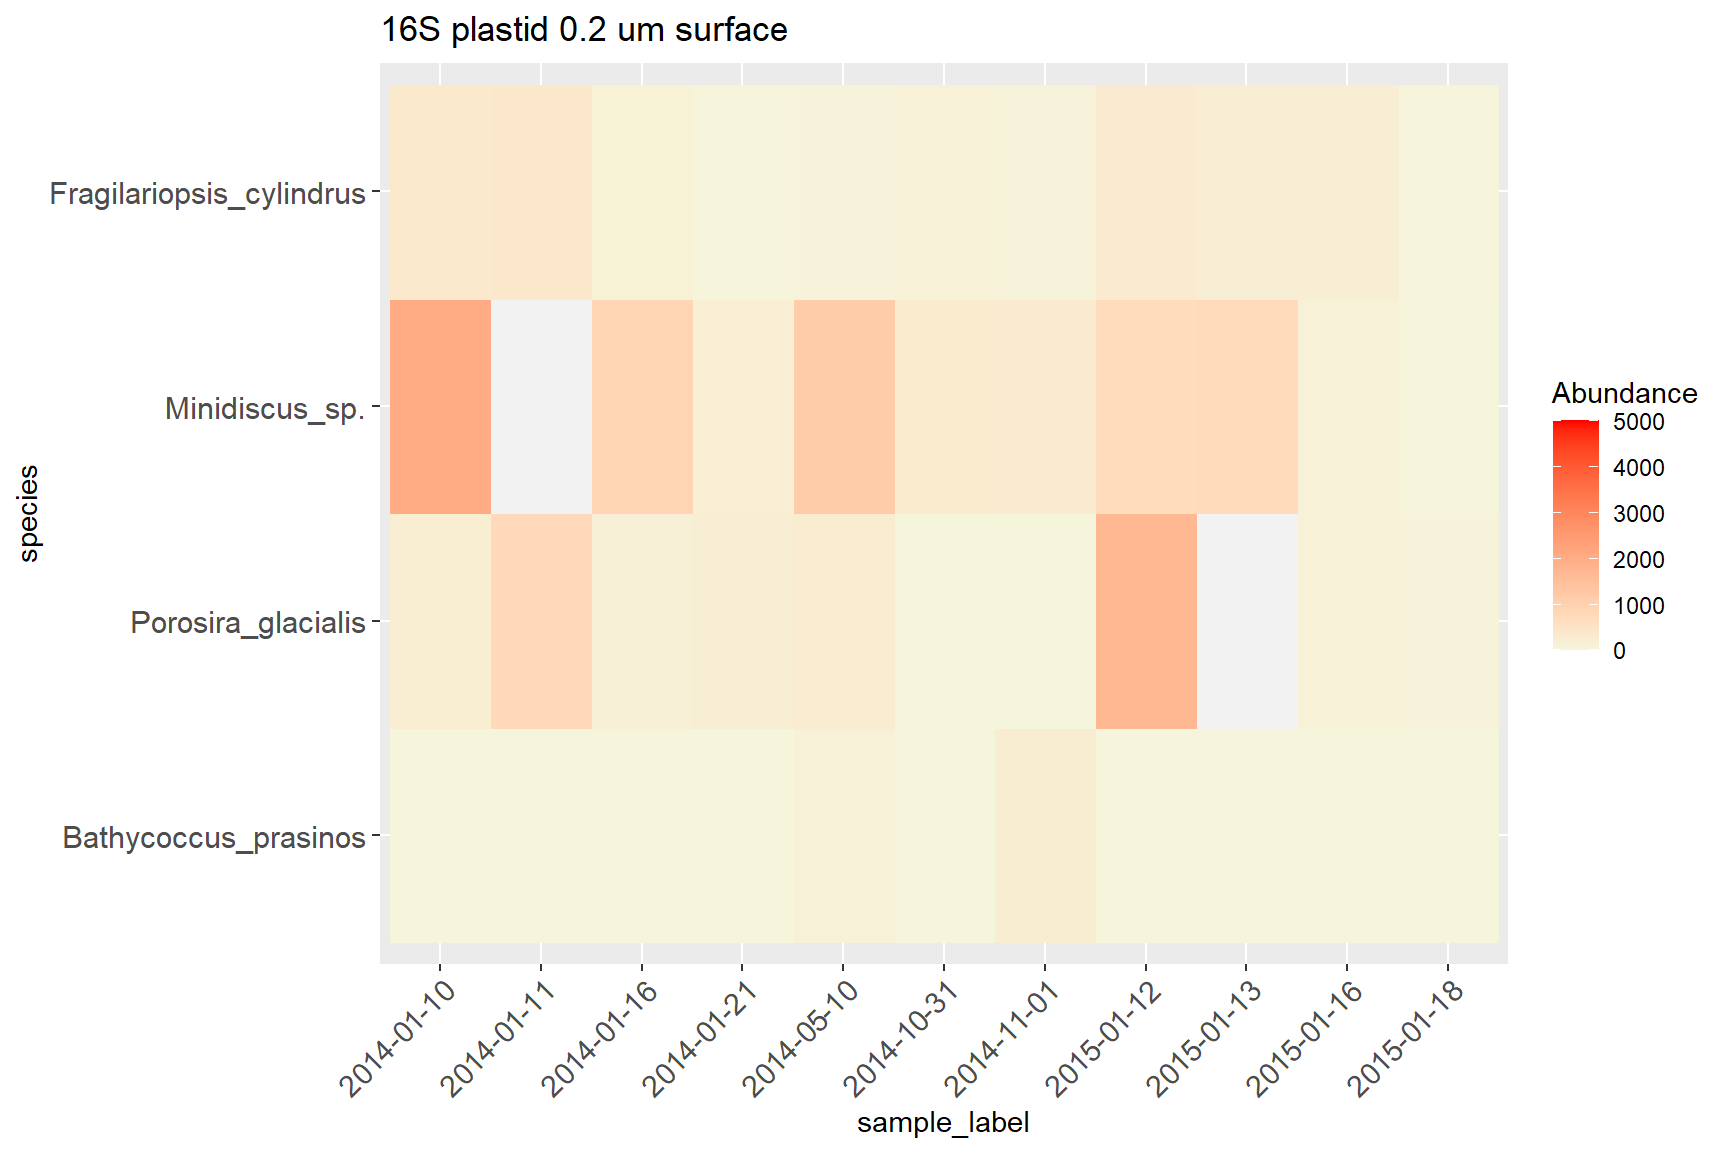 16S plastid 0.2 um surface
species
Fragilariopsis_cylindrus
Minidiscus_sp.
Porosira_glacialis
Bathycoccus_prasinos
Abundance
5000
4000
3000
2000
1000
0
2014-01-10
2014-01-11
2014-01-16
2014-01-21
2014-05-10
2014-10-31
2014-11-01
2015-01-12
2015-01-13
2015-01-16
2015-01-18
sample_label